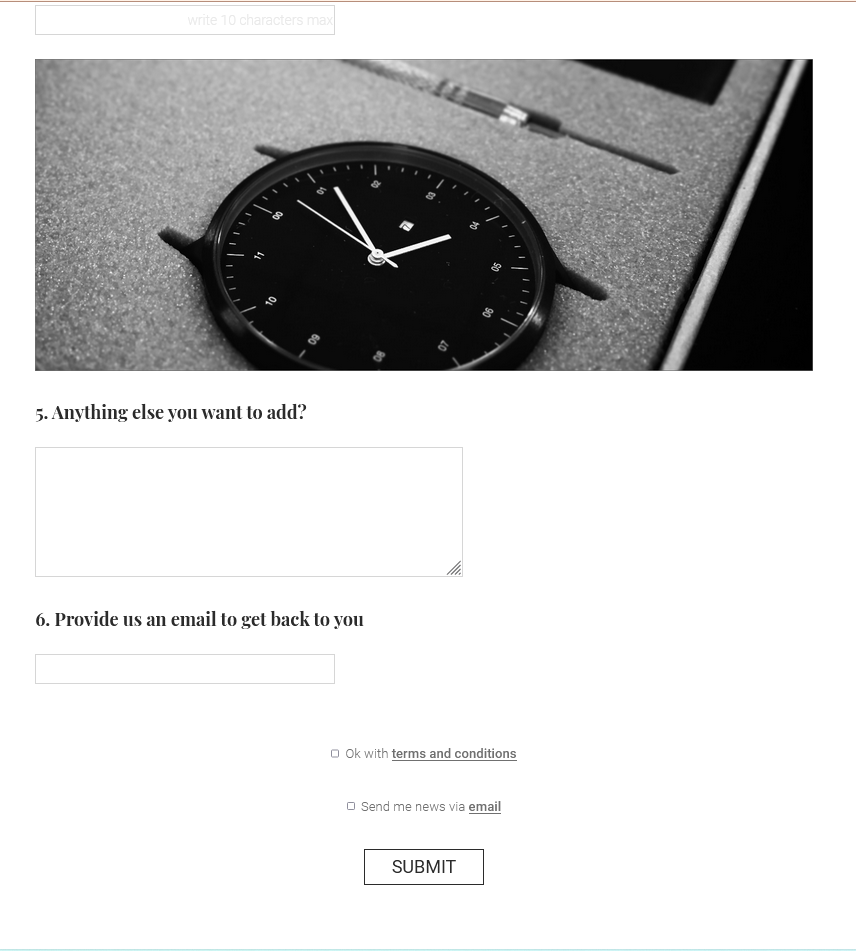 write 10 characters max
00
01
02
03
04
05
06
07
08
09
10
11
7
5. Anything else you want to add?
6. Provide us an email to get back to you
Ok with terms and conditions
Send me news via email
SUBMIT